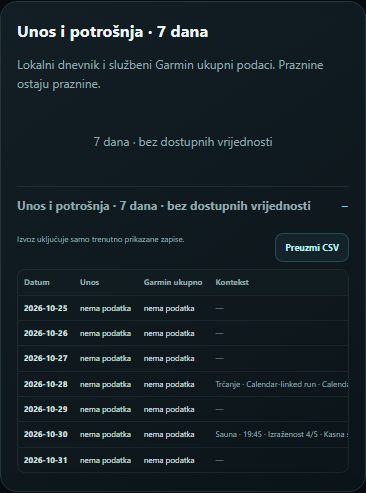 Unos i potrošnja · 7 dana
Lokalni dnevnik i službeni Garmin ukupni podaci. Praznine
ostaju praznine.
7 dana · bez dostupnih vrijednosti
Unos i potrošnja · 7 dana · bez dostupnih vrijednosti −
Izvoz uključuje samo trenutno prikazane zapise.
Preuzmi CSV
Datum Unos Garmin ukupno Kontekst
2026-10-25 nema podatka nema podatka —
2026-10-26 nema podatka nema podatka —
2026-10-27 nema podatka nema podatka —
2026-10-28 nema podatka nema podatka Trčanje · Calendar-linked run · Calenda
2026-10-29 nema podatka nema podatka —
2026-10-30 nema podatka nema podatka Sauna · 19:45 · Izraženost 4/5 · Kasna
2026-10-31 nema podatka nema podatka —